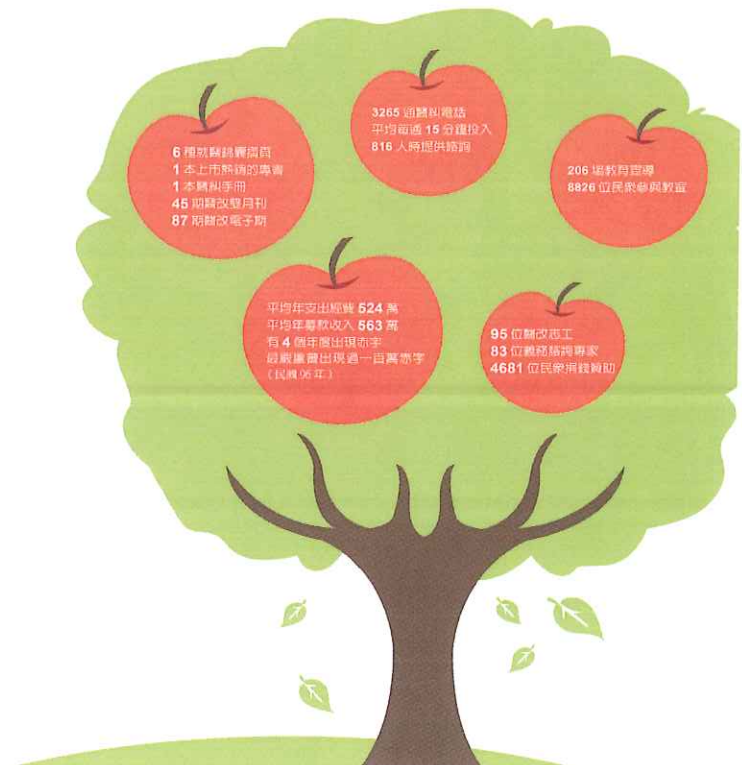 6 種就醫錦囊摺頁
1 本上市熱銷的專書
1 本醫糾手冊
45 期醫改雙月刊
87 期醫改電子報
3265 通醫糾電話
平均每通 15 分鐘投入
816 人時提供諮詢
206 場教育宣導
8826 位民眾參與教宣
平均年支出經費 524 萬
平均年募款收入 563 萬
有 4 個年度出現赤字
最嚴重曾出現過一百萬赤字
(民國 96 年)
95 位醫改志工
83 位義務諮詢專家
4681 位民眾捐錢贊助